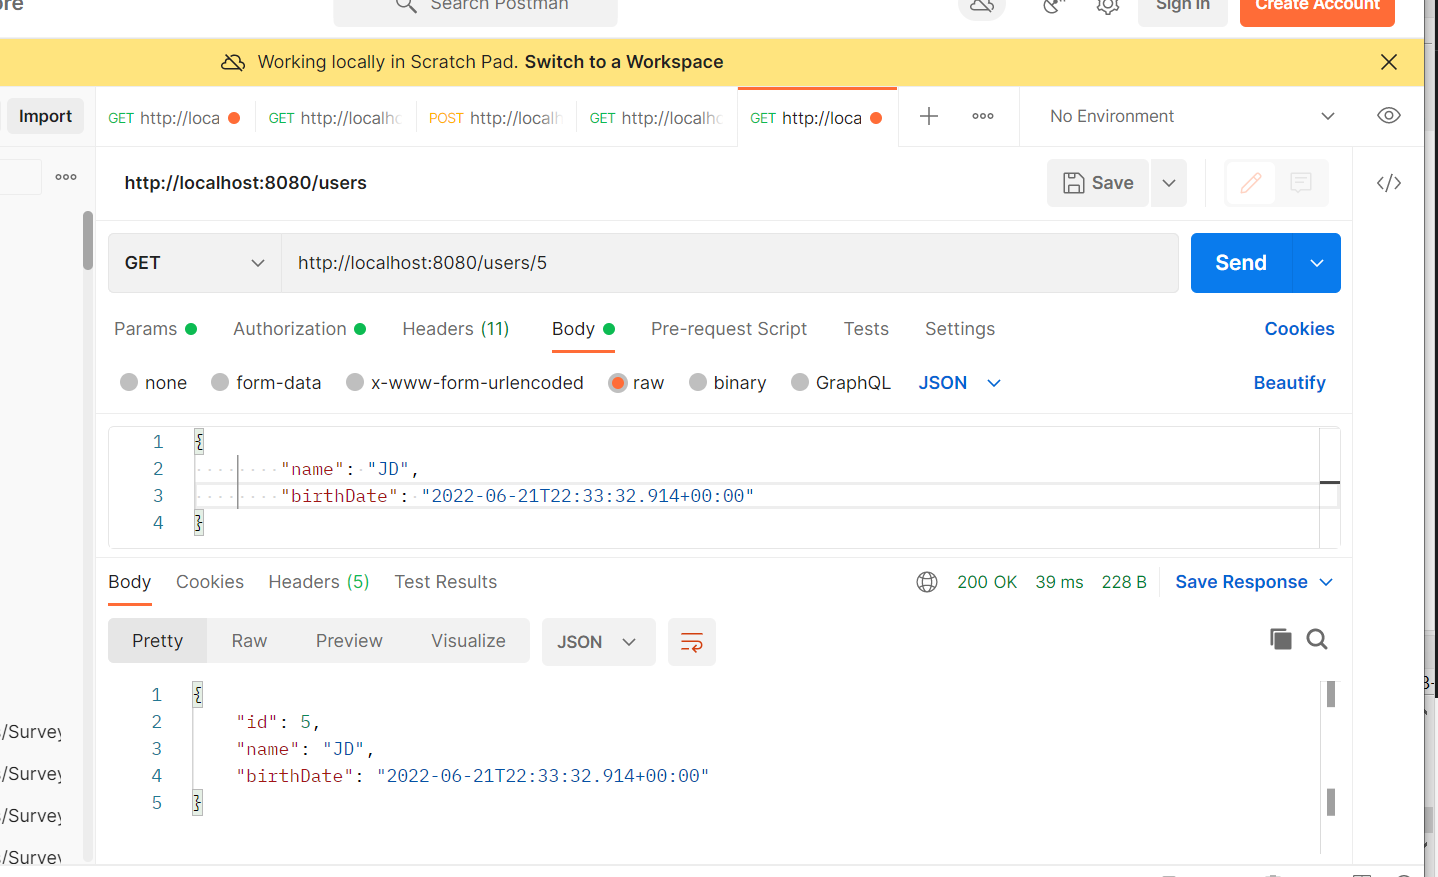 ore Search Postman Sign In Create Account
Working locally in Scratch Pad. Switch to a Workspace
Import GET http://loca GET http://localhc POST http://localh GET http://localhc GET http://loca No Environment
http://localhost:8080/users Save
GET http://localhost:8080/users/5 Send
Params Authorization Headers (11) Body Pre-request Script Tests Settings Cookies
none form-data x-www-form-urlencoded raw binary GraphQL JSON Beautify
1 {
2 "name": "JD",
3 "birthDate": "2022-06-21T22:33:32.914+00:00"
4 }
Body Cookies Headers (5) Test Results 200 OK 39 ms 228 B Save Response
Pretty Raw Preview Visualize JSON
1 {
2 "id": 5,
3 "name": "JD",
4 "birthDate": "2022-06-21T22:33:32.914+00:00"
5 }
s/Survey
s/Survey
s/Survey
s/Survey